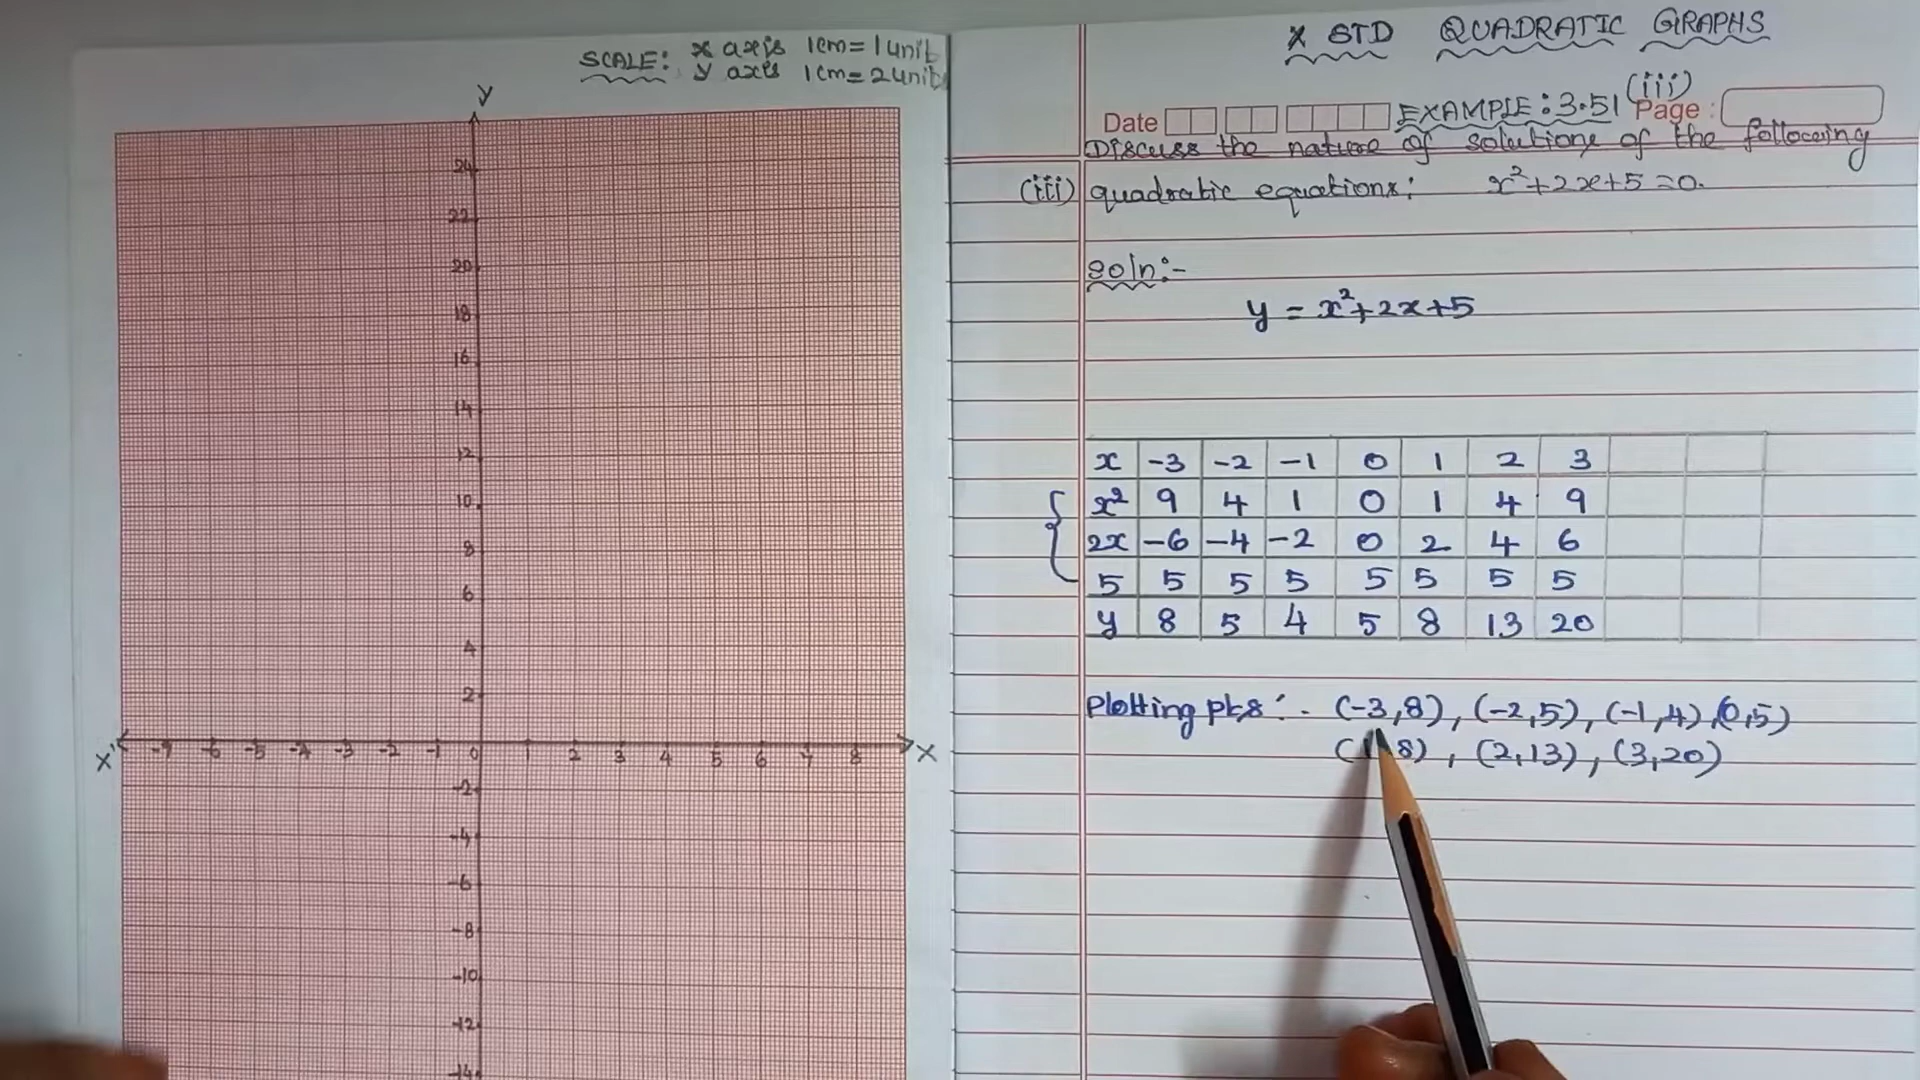 SCALE: x axis 1cm=1unit
y axis 1cm=2unit
Y
24
22
20
18
16
14
12
10
8
6
4
2
X' -7 -6 -5 -4 -3 -2 -1 0 1 2 3 4 5 6 7 8 X
-2
-4
-6
-8
-10
-12
-14
X STD QUADRATIC GRAPHS
(iii)
Date EXAMPLE: 3.51 Page :
Discuss the nature of solutions of the following
(iii) quadratic equations: x²+2x+5=0.
soln:-
y = x²+2x+5
x -3 -2 -1 0 1 2 3
x² 9 4 1 0 1 4 9
2x -6 -4 -2 0 2 4 6
5 5 5 5 5 5 5 5
y 8 5 4 5 8 13 20
Plotting pts:- (-3,8), (-2,5), (-1,4), (0,5)
( 8), (2,13), (3,20)